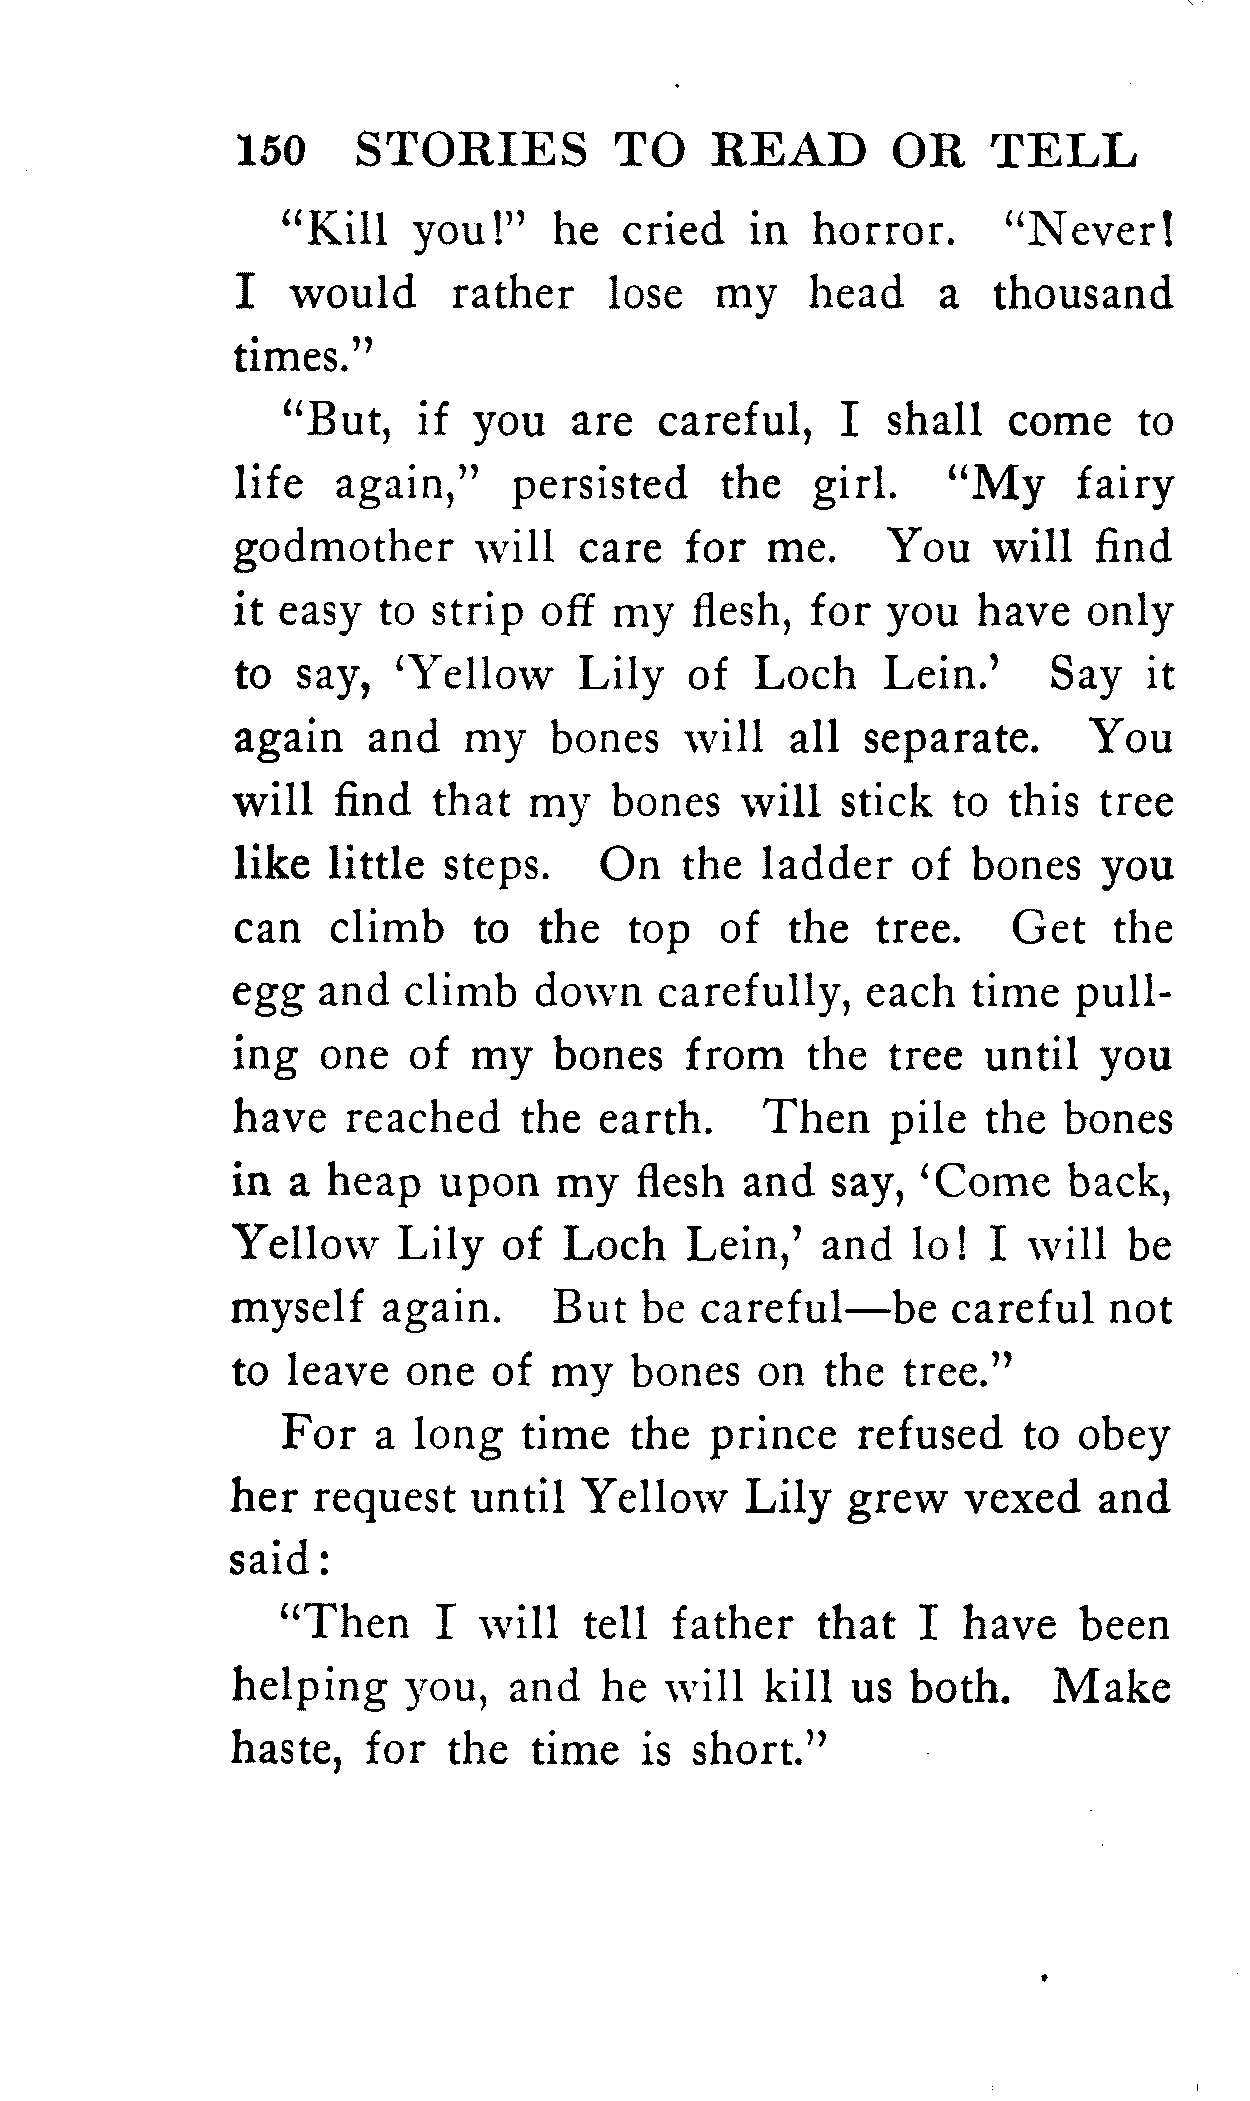 150 STORIES TO READ OR TELL
“Kill you!” he cried in horror. “Never!
I would rather lose my head a thousand
times.”
“But, if you are careful, I shall come to
life again,” persisted the girl. “My fairy
godmother will care for me. You will find
it easy to strip off my flesh, for you have only
to say, ‘Yellow Lily of Loch Lein.’ Say it
again and my bones will all separate. You
will find that my bones will stick to this tree
like little steps. On the ladder of bones you
can climb to the top of the tree. Get the
egg and climb down carefully, each time pull-
ing one of my bones from the tree until you
have reached the earth. Then pile the bones
in a heap upon my flesh and say, ‘Come back,
Yellow Lily of Loch Lein,’ and lo! I will be
myself again. But be careful—be careful not
to leave one of my bones on the tree.”
For a long time the prince refused to obey
her request until Yellow Lily grew vexed and
said:
“Then I will tell father that I have been
helping you, and he will kill us both. Make
haste, for the time is short.”